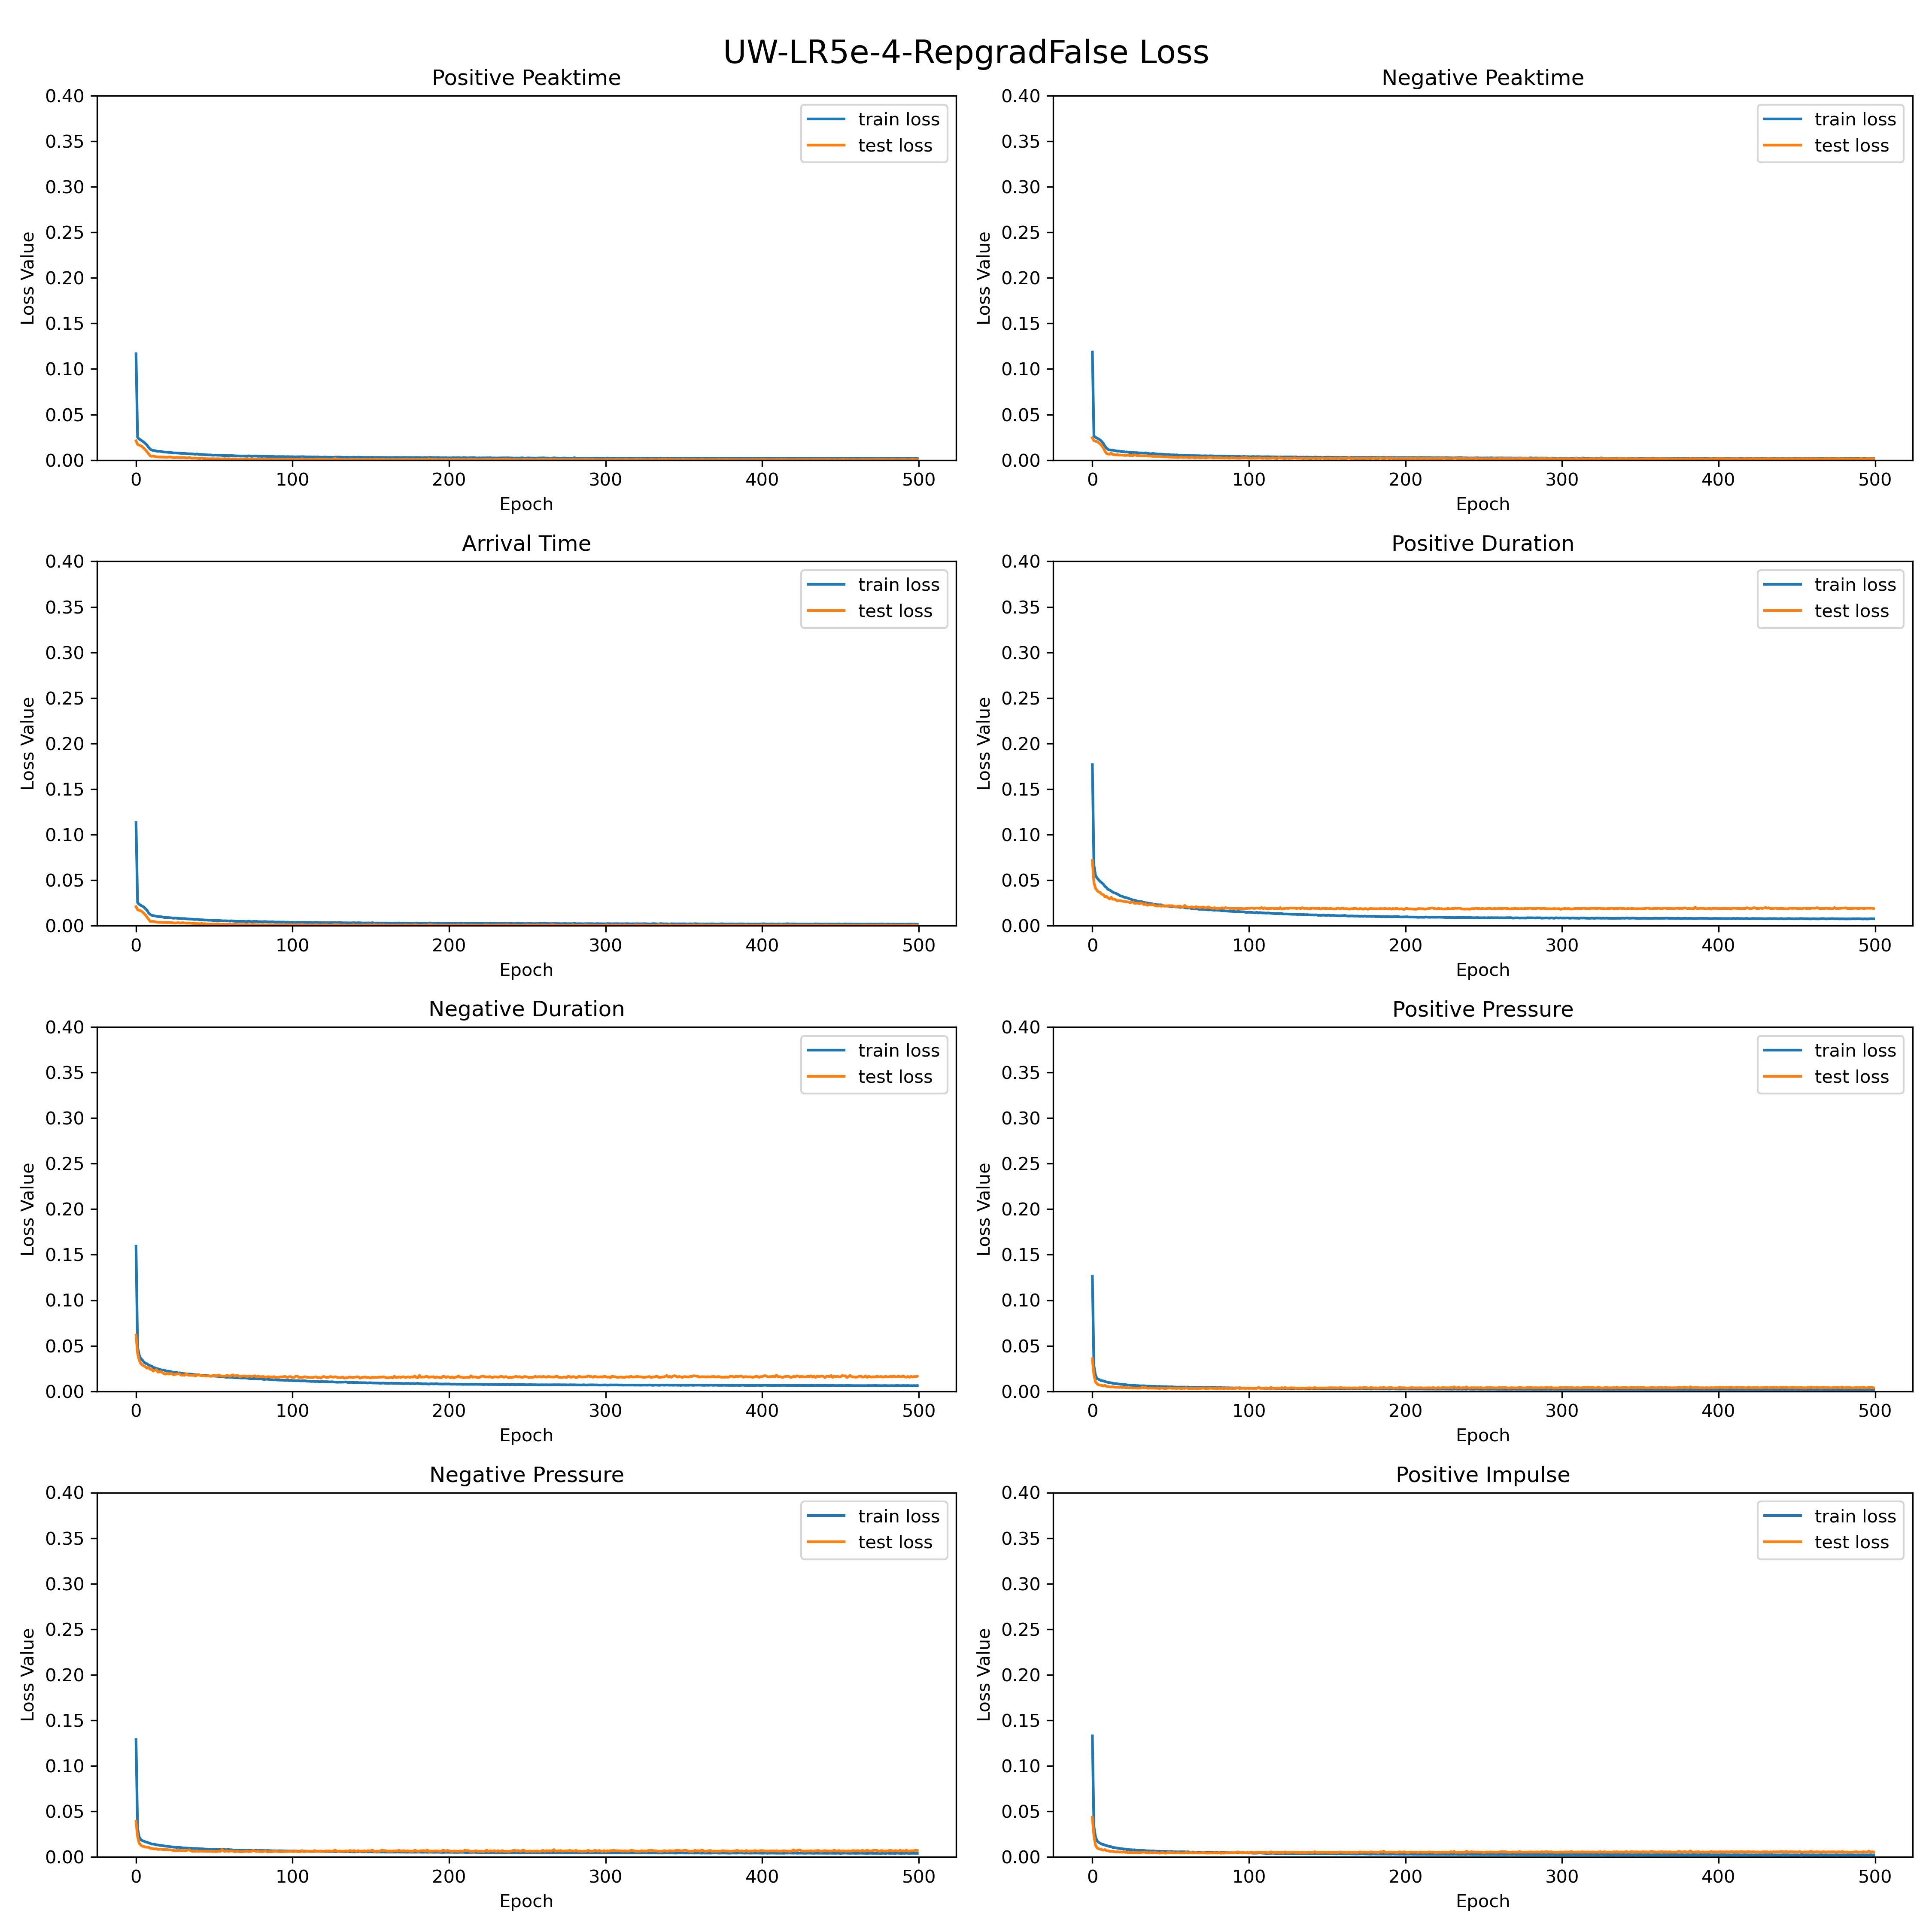 UW-LR5e-4-RepgradFalse Loss
Positive Peaktime
0.40
0.35
0.30
0.25
0.20
0.15
0.10
0.05
0.00
Loss Value
train loss
test loss
0 100 200 300 400 500
Epoch
Negative Peaktime
0.40
0.35
0.30
0.25
0.20
0.15
0.10
0.05
0.00
Loss Value
train loss
test loss
0 100 200 300 400 500
Epoch
Arrival Time
0.40
0.35
0.30
0.25
0.20
0.15
0.10
0.05
0.00
Loss Value
train loss
test loss
0 100 200 300 400 500
Epoch
Positive Duration
0.40
0.35
0.30
0.25
0.20
0.15
0.10
0.05
0.00
Loss Value
train loss
test loss
0 100 200 300 400 500
Epoch
Negative Duration
0.40
0.35
0.30
0.25
0.20
0.15
0.10
0.05
0.00
Loss Value
train loss
test loss
0 100 200 300 400 500
Epoch
Positive Pressure
0.40
0.35
0.30
0.25
0.20
0.15
0.10
0.05
0.00
Loss Value
train loss
test loss
0 100 200 300 400 500
Epoch
Negative Pressure
0.40
0.35
0.30
0.25
0.20
0.15
0.10
0.05
0.00
Loss Value
train loss
test loss
0 100 200 300 400 500
Epoch
Positive Impulse
0.40
0.35
0.30
0.25
0.20
0.15
0.10
0.05
0.00
Loss Value
train loss
test loss
0 100 200 300 400 500
Epoch